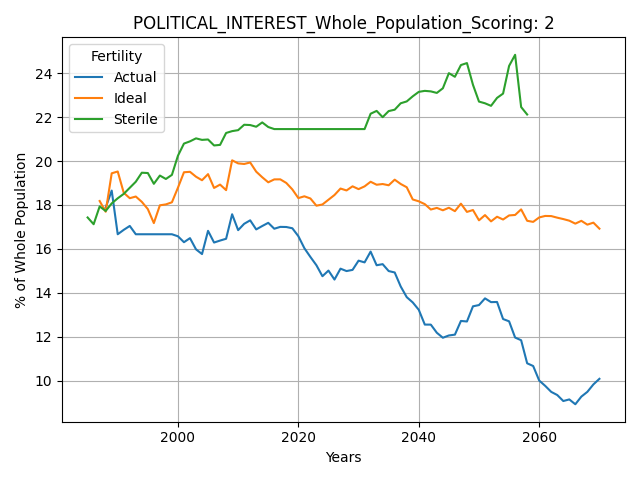 POLITICAL_INTEREST_Whole_Population_Scoring: 2
Fertility
Actual
Ideal
Sterile
% of Whole Population
24
22
20
18
16
14
12
10
2000 2020 2040 2060
Years